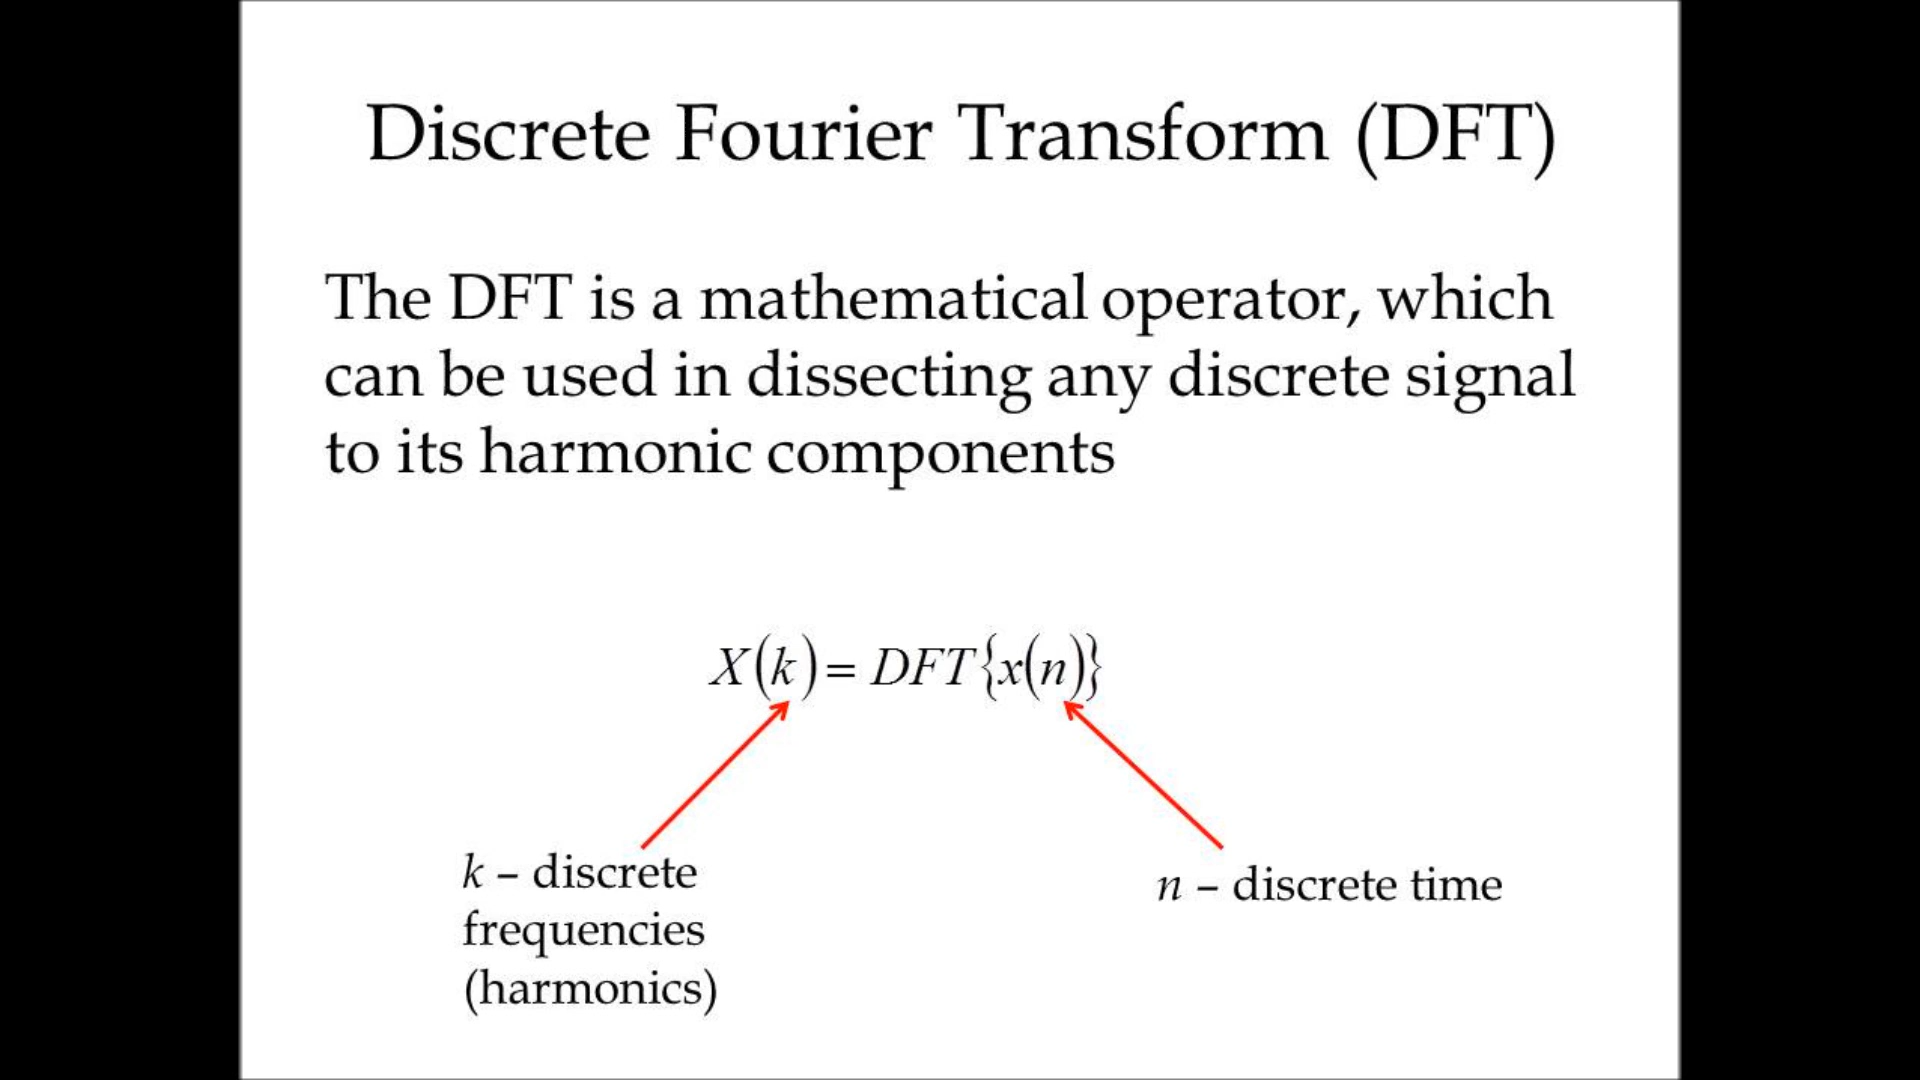 Discrete Fourier Transform (DFT)
The DFT is a mathematical operator, which
can be used in dissecting any discrete signal
to its harmonic components
X(k) = DFT{x(n)}
k – discrete
frequencies
(harmonics)
n – discrete time